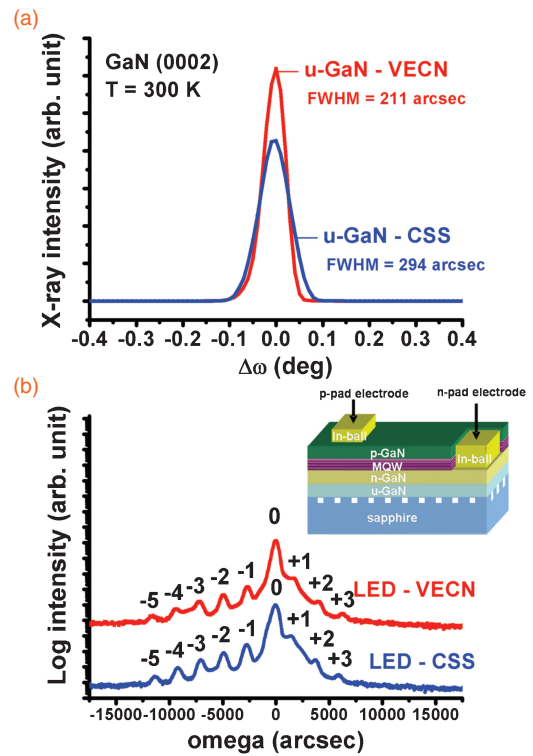 (a)
GaN (0002)
T = 300 K
u-GaN - VECN
FWHM = 211 arcsec
u-GaN - CSS
FWHM = 294 arcsec
X-ray intensity (arb. unit)
-0.4 -0.3 -0.2 -0.1 0.0 0.1 0.2 0.3 0.4
Δω (deg)
(b)
p-pad electrode
n-pad electrode
In-ball
In-ball
p-GaN
MQW
n-GaN
u-GaN
sapphire
0
-5 -4 -3 -2 -1 +1 +2 +3
LED - VECN
0
-5 -4 -3 -2 -1 +1 +2 +3
LED - CSS
Log intensity (arb. unit)
-15000 -10000 -5000 0 5000 10000 15000
omega (arcsec)